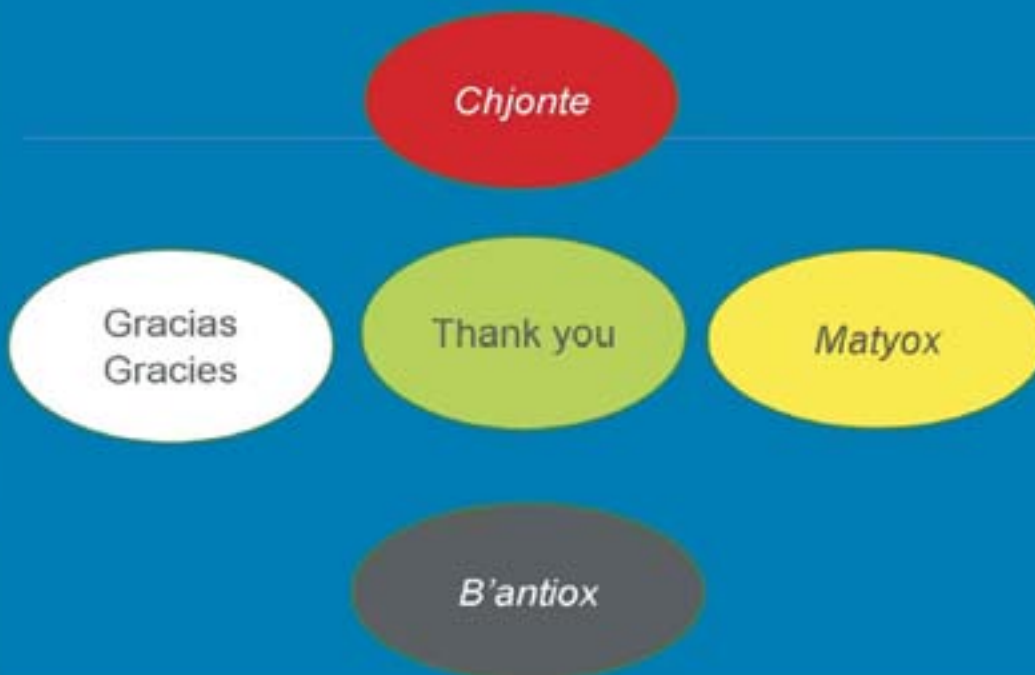 Chjonte
Gracias
Gracies
Thank you
Matyox
B'antiox